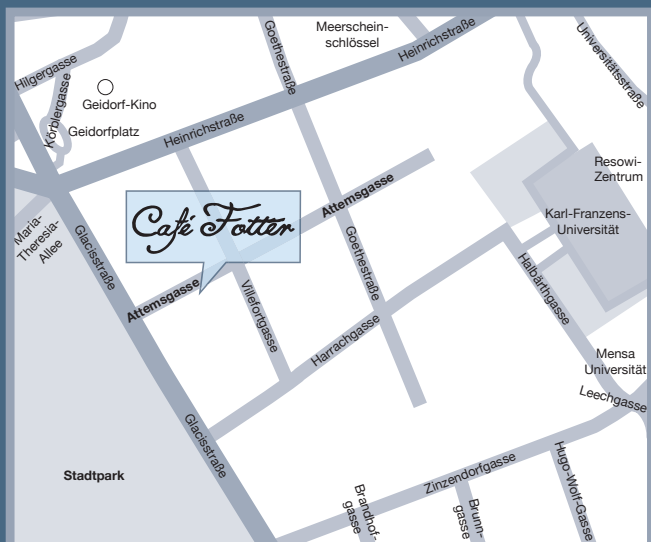 Meerschein-
schlössel
Goethestraße
Heinrichstraße
Universitätsstraße
Hilgergasse
Körblergasse
Geidorf-Kino
Geidorfplatz
Heinrichstraße
Resowi-
Zentrum
Karl-Franzens-
Universität
Maria-
Theresia-
Allee
Glacisstraße
Café Fotter
Attemsgasse
Goethestraße
Attemsgasse
Villefortgasse
Halbärthgasse
Harrachgasse
Mensa
Universität
Leechgasse
Glacisstraße
Stadtpark
Zinzendorfgasse
Brandhof-
gasse
Brunn-
gasse
Hugo-Wolf-Gasse